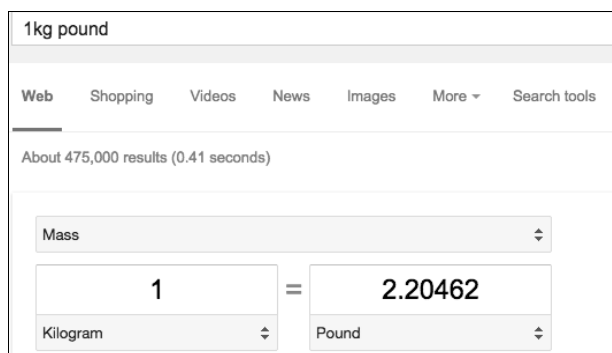 1kg pound
Web Shopping Videos News Images More Search tools
About 475,000 results (0.41 seconds)
Mass
1 = 2.20462
Kilogram Pound